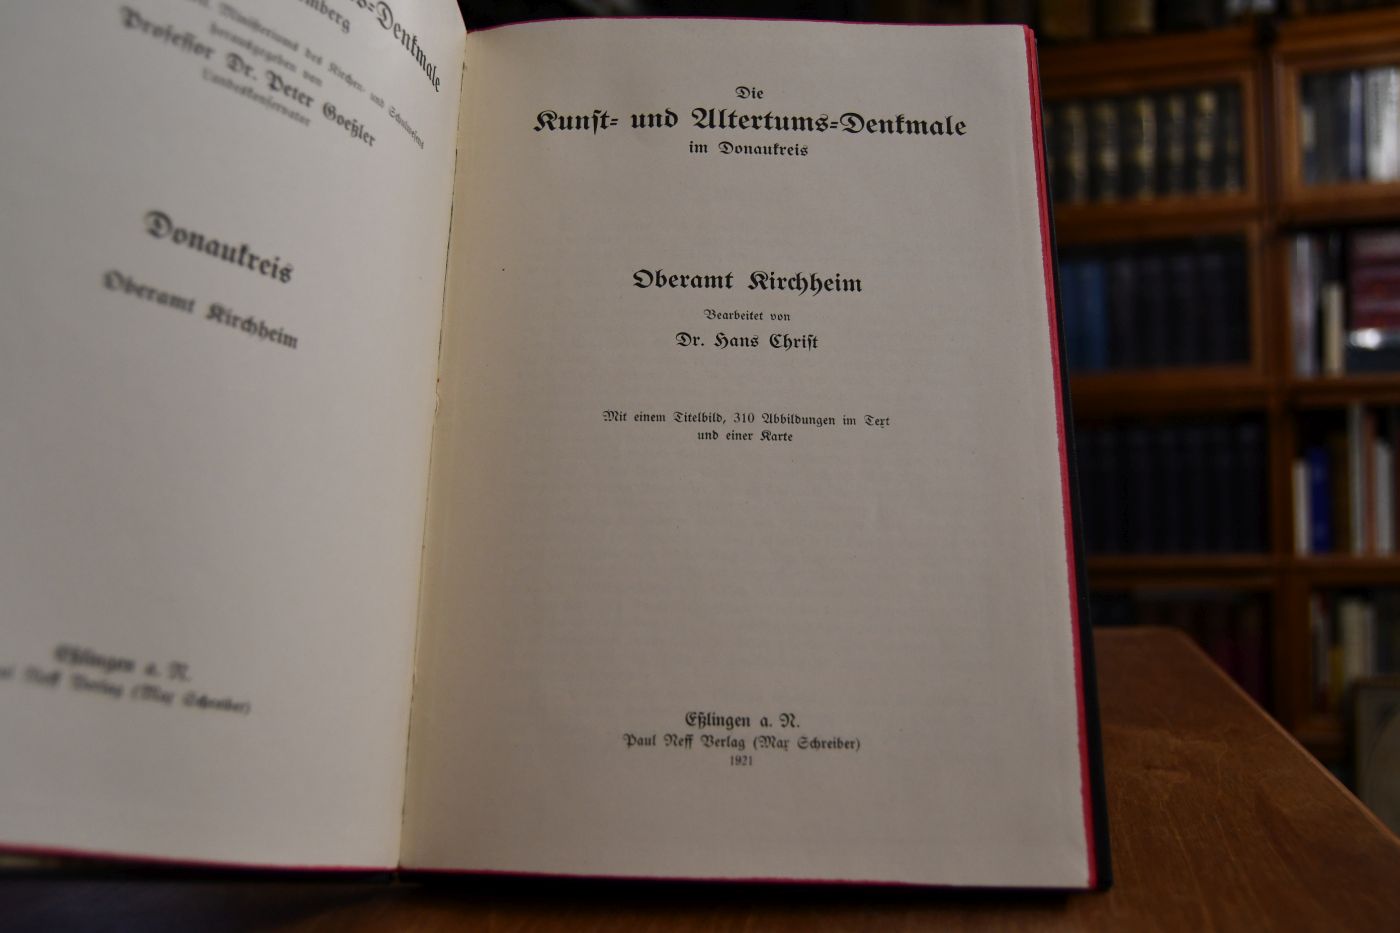 s-Denkmale
mberg
Ministeriums des Kirchen- und Schulwesens
herausgegeben von
Professor Dr. Peter Goeßler
Landeskonservator
Donaukreis
Oberamt Kirchheim
Eßlingen a. N.
Neff Verlag (Max Schreiber)
Die
Kunst- und Altertums-Denkmale
im Donaukreis
Oberamt Kirchheim
Bearbeitet von
Dr. Hans Christ
Mit einem Titelbild, 310 Abbildungen im Text
und einer Karte
Eßlingen a. N.
Paul Neff Verlag (Max Schreiber)
1921